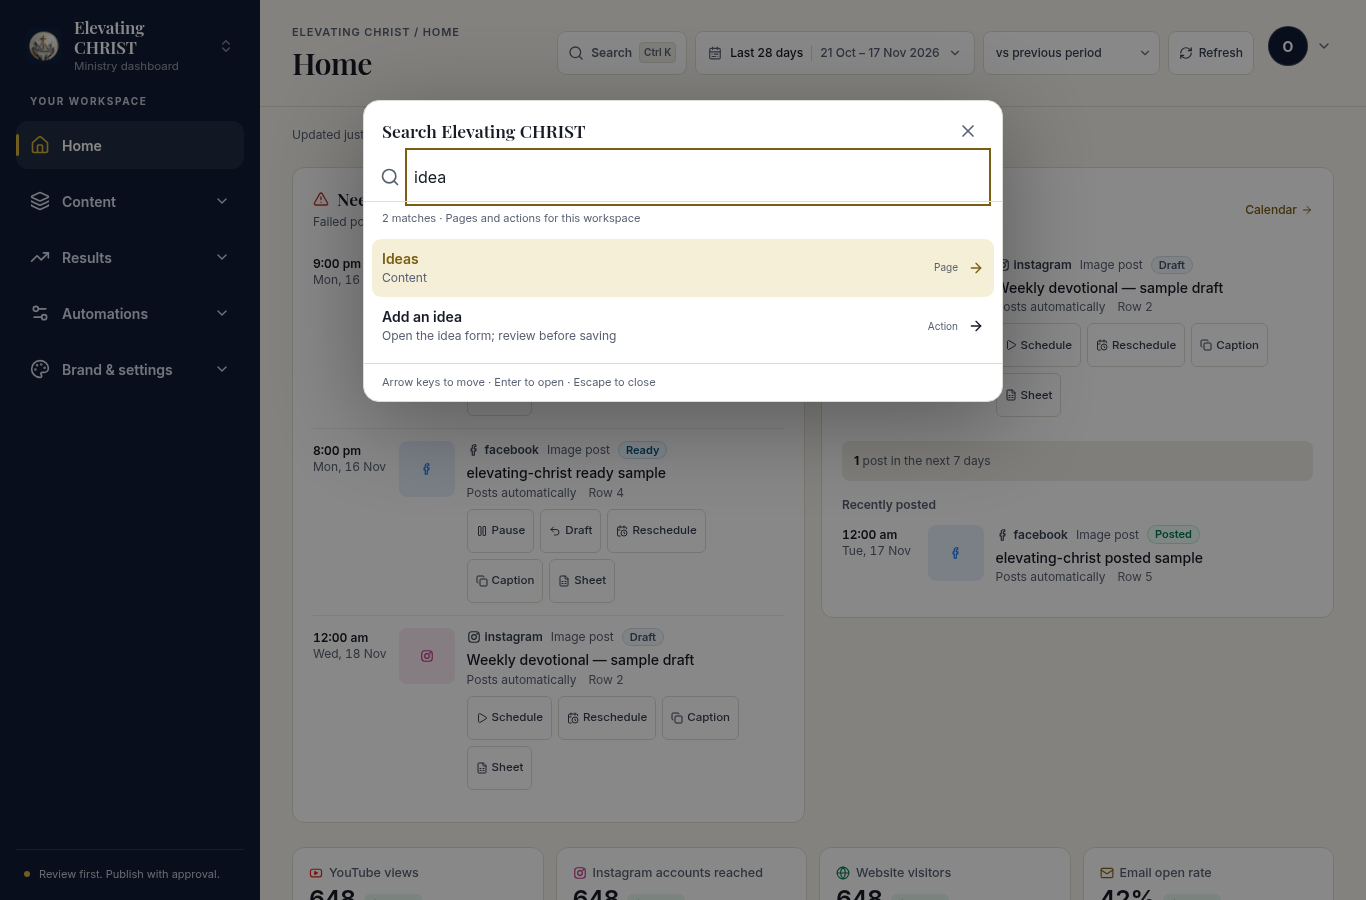 Elevating
CHRIST
Ministry dashboard
YOUR WORKSPACE
Home
Content
Results
Automations
Brand & settings
Review first. Publish with approval.
ELEVATING CHRIST / HOME
Home
Search Ctrl K
Last 28 days 21 Oct – 17 Nov 2026
vs previous period
Refresh
O
Updated just
Search Elevating CHRIST
idea
2 matches · Pages and actions for this workspace
Ideas
Content
Page
Add an idea
Open the idea form; review before saving
Action
Arrow keys to move · Enter to open · Escape to close
Failed
9:00 pm
Mon, 16
8:00 pm
Mon, 16 Nov
facebook Image post Ready
elevating-christ ready sample
Posts automatically Row 4
Pause Draft Reschedule
Caption Sheet
12:00 am
Wed, 18 Nov
instagram Image post Draft
Weekly devotional — sample draft
Posts automatically Row 2
Schedule Reschedule Caption
Sheet
Calendar
instagram Image post Draft
Weekly devotional — sample draft
Posts automatically Row 2
Schedule Reschedule Caption
Sheet
1 post in the next 7 days
Recently posted
12:00 am
Tue, 17 Nov
facebook Image post Posted
elevating-christ posted sample
Posts automatically Row 5
YouTube views
648
Instagram accounts reached
648
Website visitors
648
Email open rate
42%